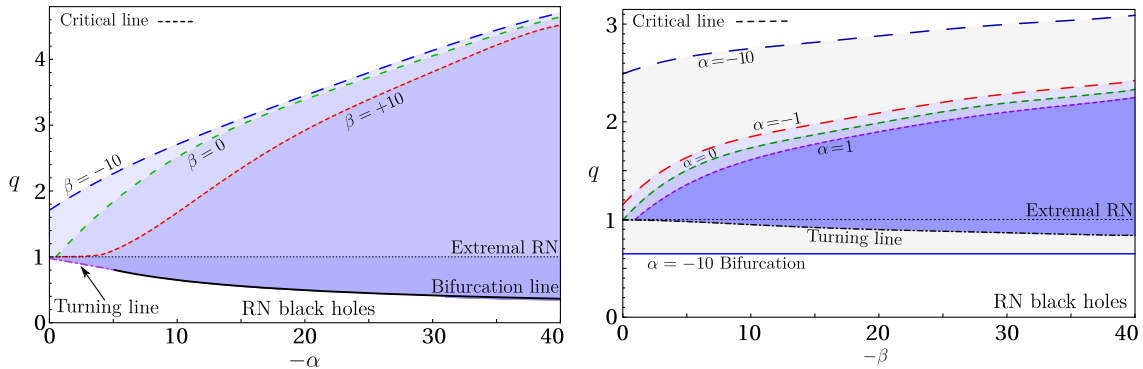 Critical line
β = −10
β = 0
β = +10
Extremal RN
Bifurcation line
Turning line
RN black holes
q
0
1
2
3
4
0 10 20 30 40
−α
Critical line
α = −10
α = −1
α = 0
α = 1
Extremal RN
Turning line
α = −10 Bifurcation
RN black holes
q
0
1
2
3
0 10 20 30 40
−β